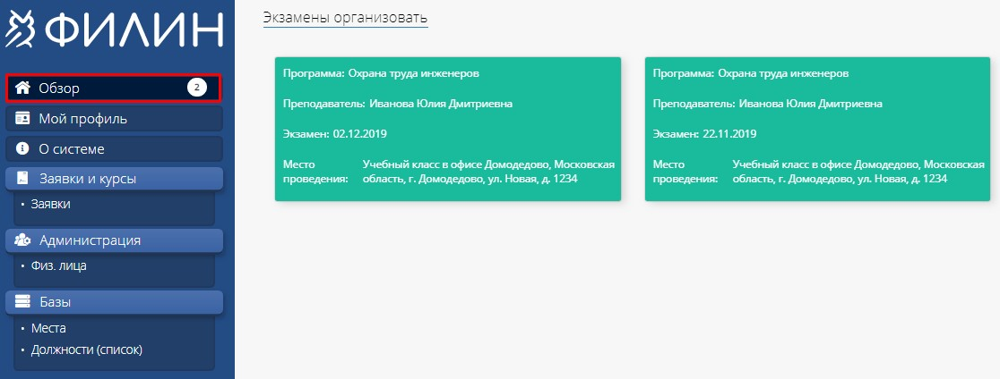 ФИЛИН
Обзор 2
Мой профиль
О системе
Заявки и курсы
• Заявки
Администрация
• Физ. лица
Базы
• Места
• Должности (список)
Экзамены организовать
Программа: Охрана труда инженеров
Преподаватель: Иванова Юлия Дмитриевна
Экзамен: 02.12.2019
Место проведения: Учебный класс в офисе Домодедово, Московская
область, г. Домодедово, ул. Новая, д. 1234
Программа: Охрана труда инженеров
Преподаватель: Иванова Юлия Дмитриевна
Экзамен: 22.11.2019
Место проведения: Учебный класс в офисе Домодедово, Московская
область, г. Домодедово, ул. Новая, д. 1234